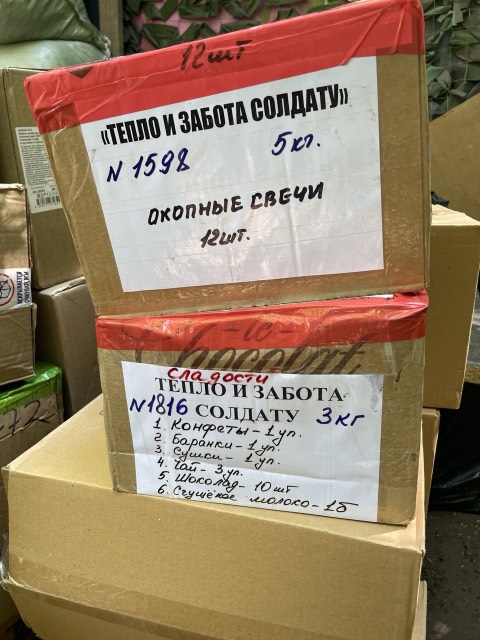 12шт
«ТЕПЛО И ЗАБОТА СОЛДАТУ»
N 1598 5кг.
ОКОПНЫЕ СВЕЧИ
12шт.
Chocolat
сладости
ТЕПЛО И ЗАБОТА
N1816 СОЛДАТУ 3кг
1. Конфеты-1уп.
2. Баранки-1уп.
3. Сушки-1уп.
4. Чай-3уп.
5. Шоколад-10шт
6. Сгущёное молоко-1б